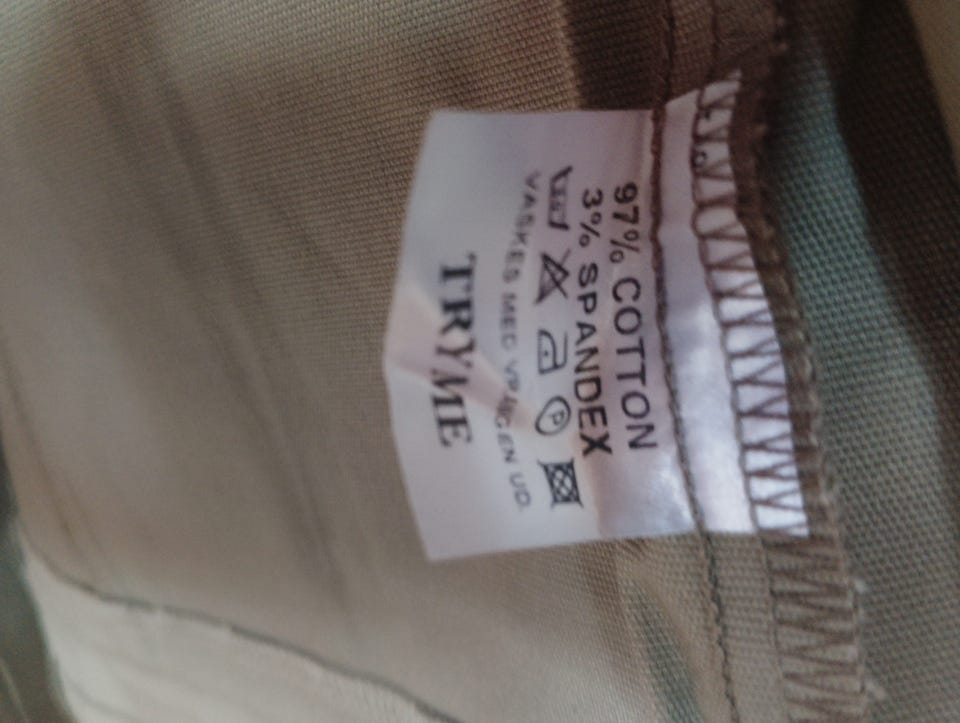 97% COTTON
3% SPANDEX
P
VASKES MED VRANGEN UD.
TRYME